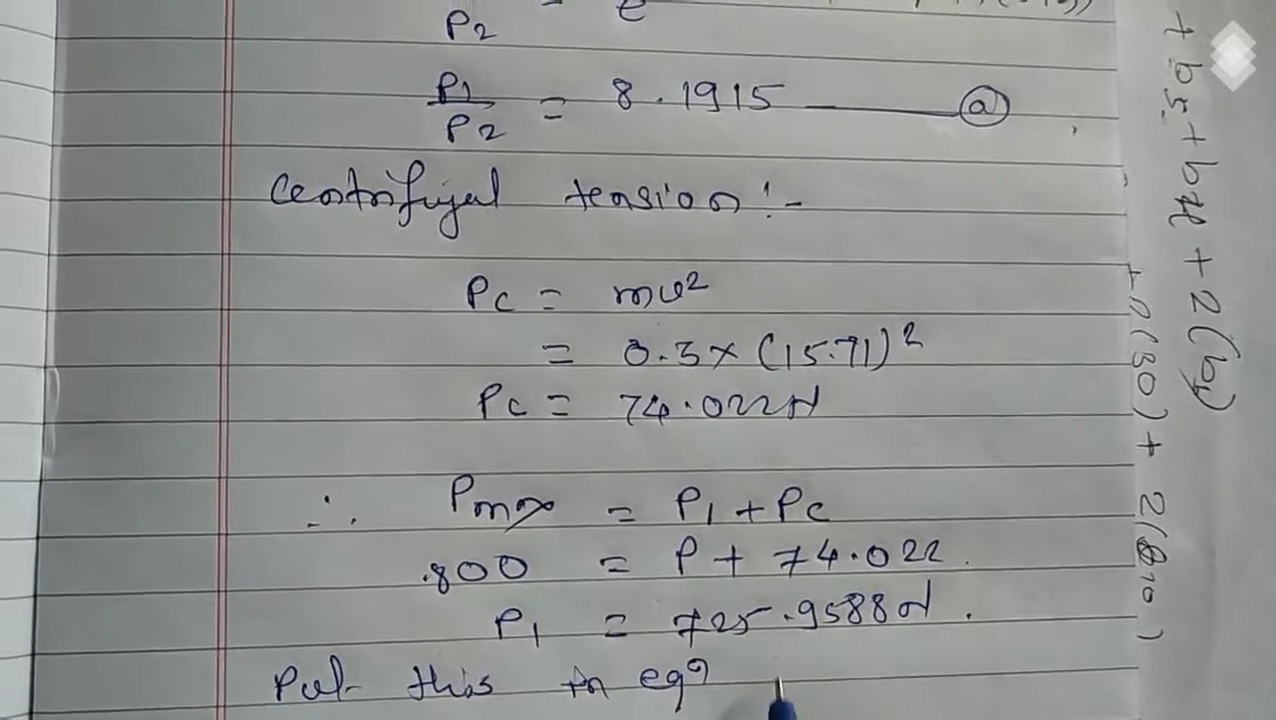 P2 e
P1/P2 = 8.1915 ⓐ
Centrifugal tension :-
Pc = mv²
= 0.3 × (15.71)²
Pc = 74.022N
∴ Pmax = P1 + Pc
800 = P + 74.022
P1 = 725.9588N.
Put this in eqn